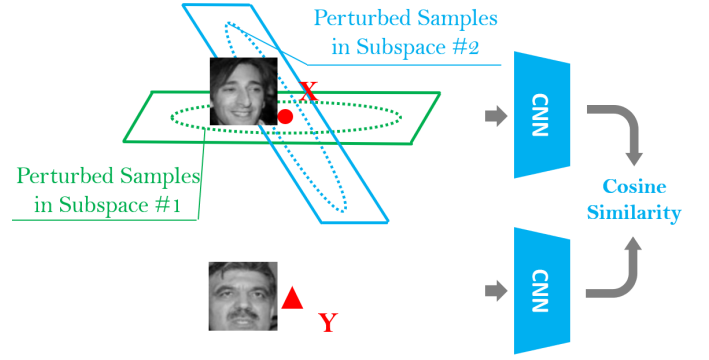 Perturbed Samples
in Subspace #2
X
CNN
Perturbed Samples
in Subspace #1
Cosine
Similarity
CNN
Y